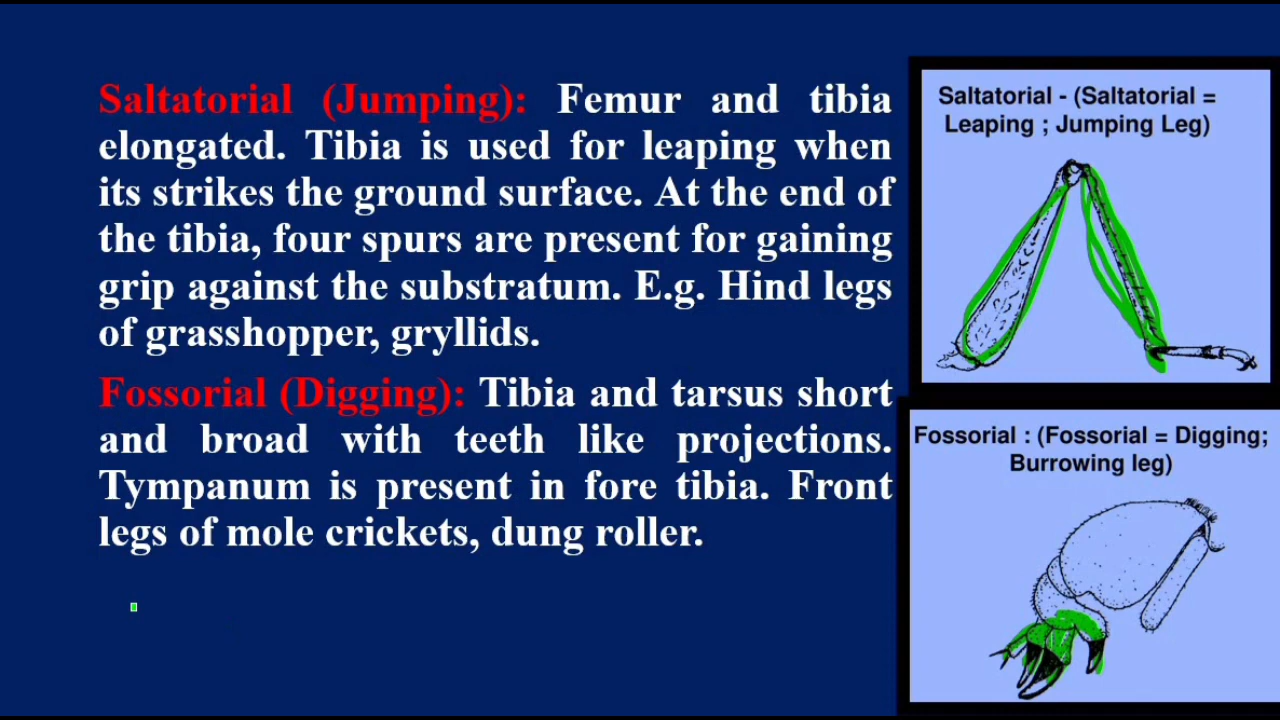 Saltatorial (Jumping): Femur and tibia
elongated. Tibia is used for leaping when
its strikes the ground surface. At the end of
the tibia, four spurs are present for gaining
grip against the substratum. E.g. Hind legs
of grasshopper, gryllids.
Fossorial (Digging): Tibia and tarsus short
and broad with teeth like projections.
Tympanum is present in fore tibia. Front
legs of mole crickets, dung roller.
Saltatorial - (Saltatorial =
Leaping ; Jumping Leg)
Fossorial : (Fossorial = Digging;
Burrowing leg)